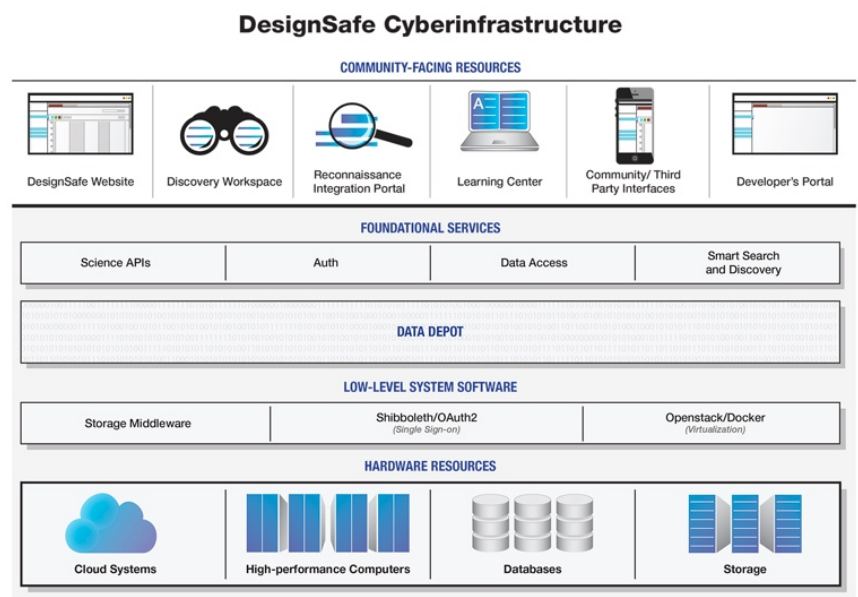 DesignSafe Cyberinfrastructure
COMMUNITY-FACING RESOURCES
A
DesignSafe Website
Discovery Workspace
Reconnaissance
Integration Portal
Learning Center
Community/ Third
Party Interfaces
Developer's Portal
FOUNDATIONAL SERVICES
Science APIs
Auth
Data Access
Smart Search
and Discovery
DATA DEPOT
LOW-LEVEL SYSTEM SOFTWARE
Storage Middleware
Shibboleth/OAuth2
(Single Sign-on)
Openstack/Docker
(Virtualization)
HARDWARE RESOURCES
Cloud Systems
High-performance Computers
Databases
Storage